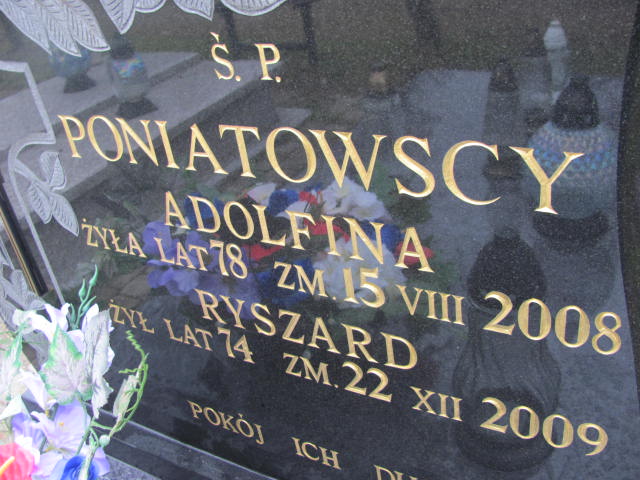 Ś. P.
PONIATOWSCY
ADOLFINA
ŻYŁA LAT 78 ZM. 15 VIII 2008
RYSZARD
ŻYŁ LAT 74 ZM. 22 XII 2009
POKÓJ ICH